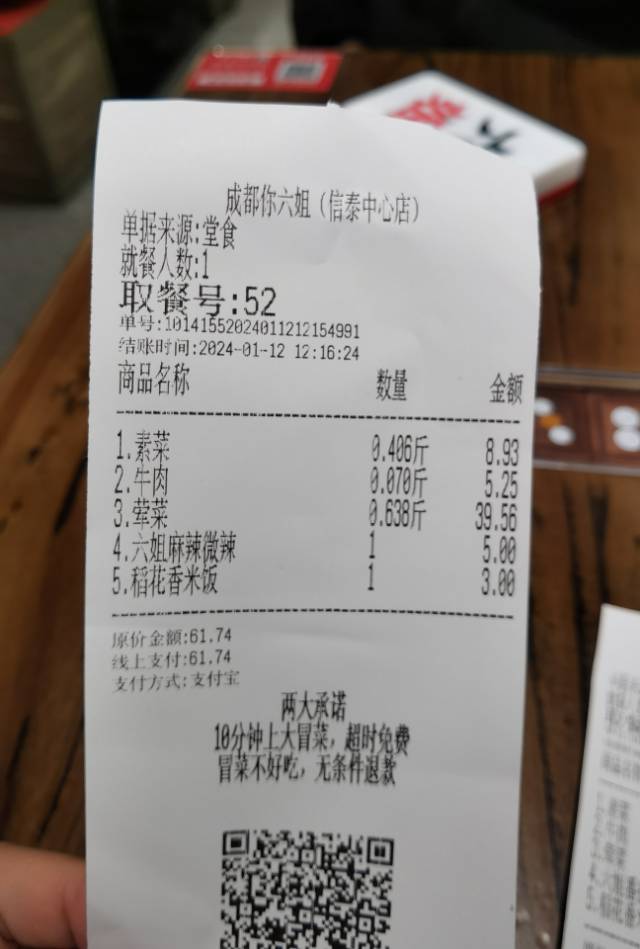 成都你六姐（信泰中心店）
单据来源:堂食
就餐人数:1
取餐号:52
单号:10141552024011212154991
结账时间:2024-01-12 12:16:24
商品名称 数量 金额
1.素菜 0.406斤 8.93
2.牛肉 0.070斤 5.25
3.荤菜 0.638斤 39.56
4.六姐麻辣微辣 1 5.00
5.稻花香米饭 1 3.00
原价金额:61.74
线上支付:61.74
支付方式:支付宝
两大承诺
10分钟上大冒菜，超时免费
冒菜不好吃，无条件退款